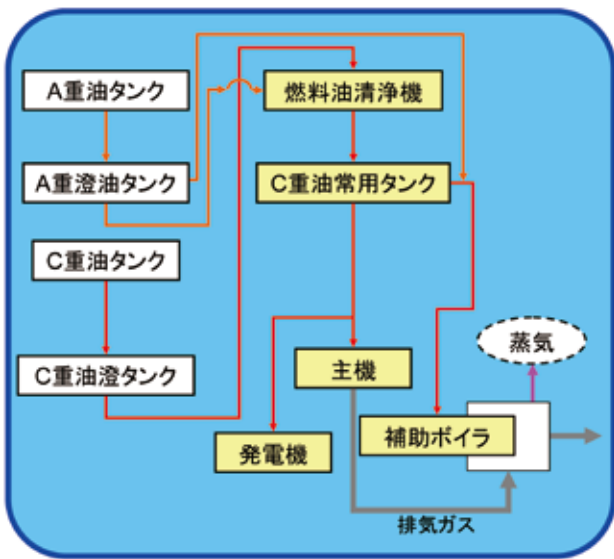 A重油タンク
燃料油清浄機
A重澄油タンク
C重油常用タンク
C重油タンク
蒸気
C重油澄タンク
主機
発電機
補助ボイラ
排気ガス